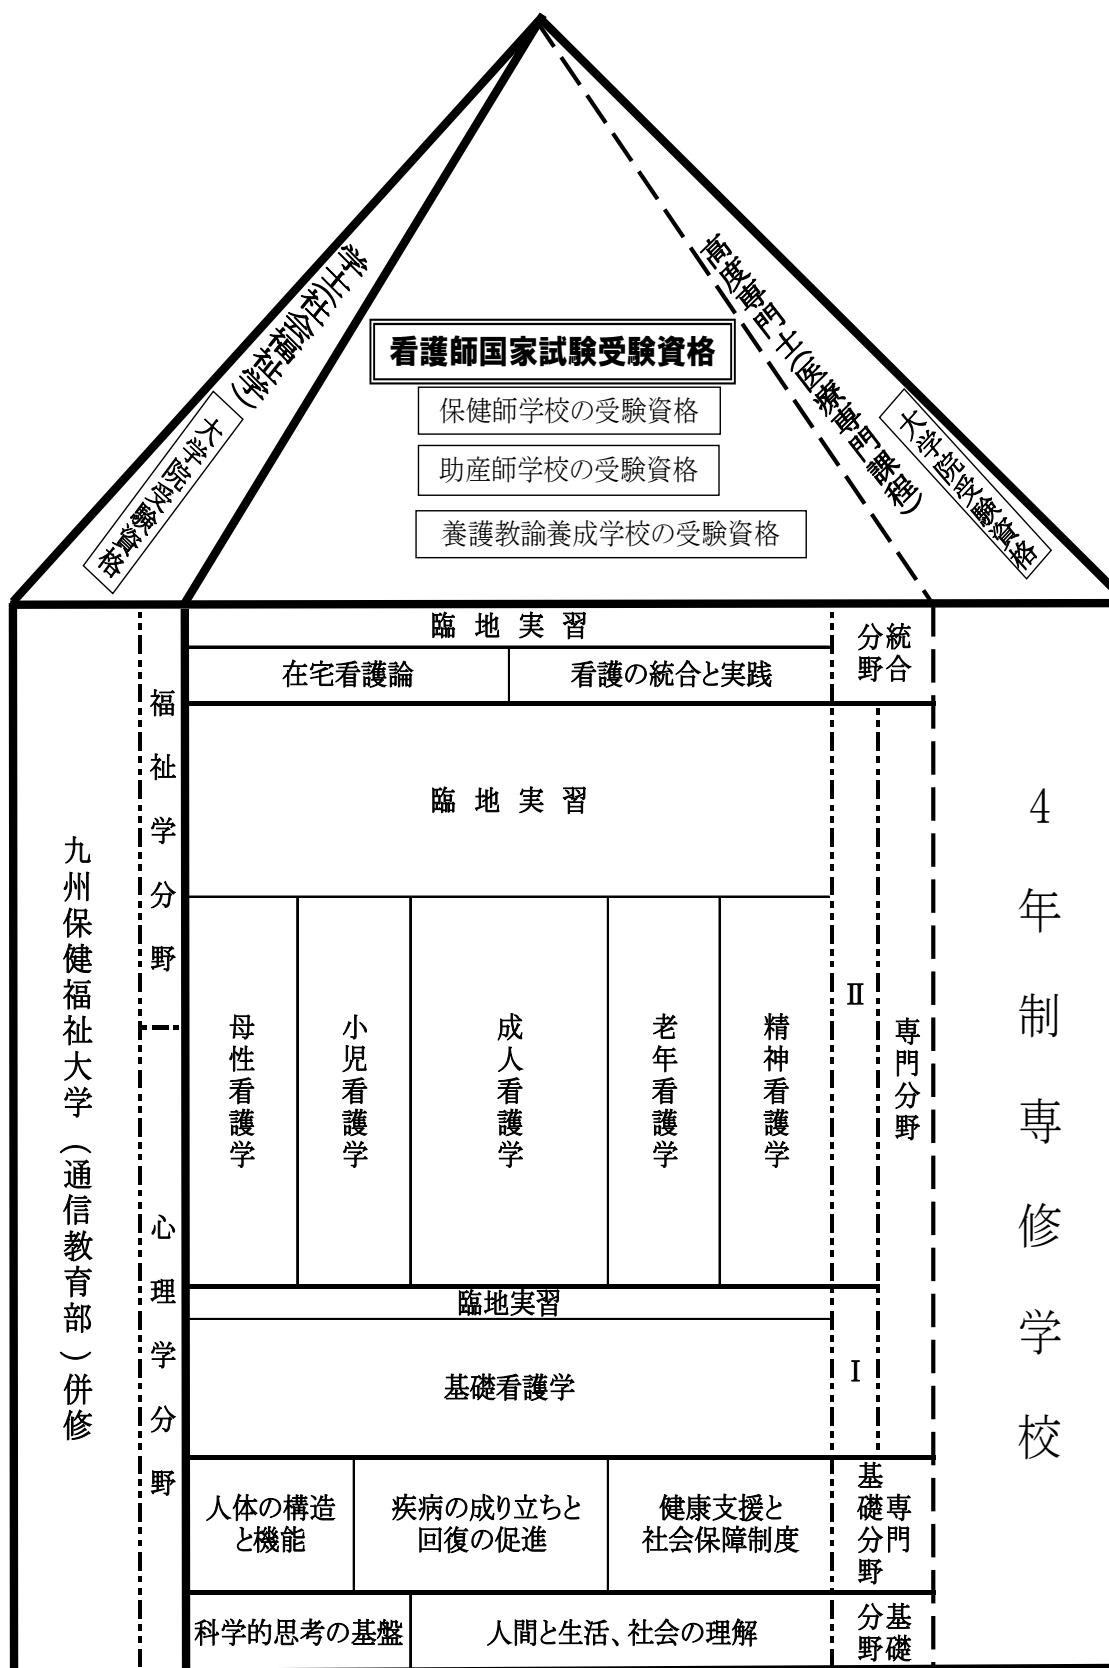 学士(社会福祉学)
大学院受験資格
高度専門士(医療専門課程)
大学院受験資格
看護師国家試験受験資格
保健師学校の受験資格
助産師学校の受験資格
養護教諭養成学校の受験資格
九州保健福祉大学(通信教育部)併修
福祉学分野
心理学分野
臨地実習
在宅看護論
看護の統合と実践
統合
分野
臨地実習
母性看護学
小児看護学
成人看護学
老年看護学
精神看護学
Ⅱ
専門分野
臨地実習
基礎看護学
Ⅰ
人体の構造
と機能
疾病の成り立ちと
回復の促進
健康支援と
社会保障制度
専門
基礎分野
科学的思考の基盤
人間と生活、社会の理解
基礎
分野
4年制専修学校